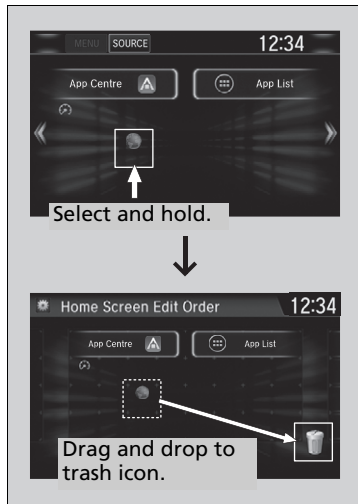 MENU SOURCE 12:34
App Centre App List
Select and hold.
Home Screen Edit Order 12:34
App Centre App List
Drag and drop to
trash icon.